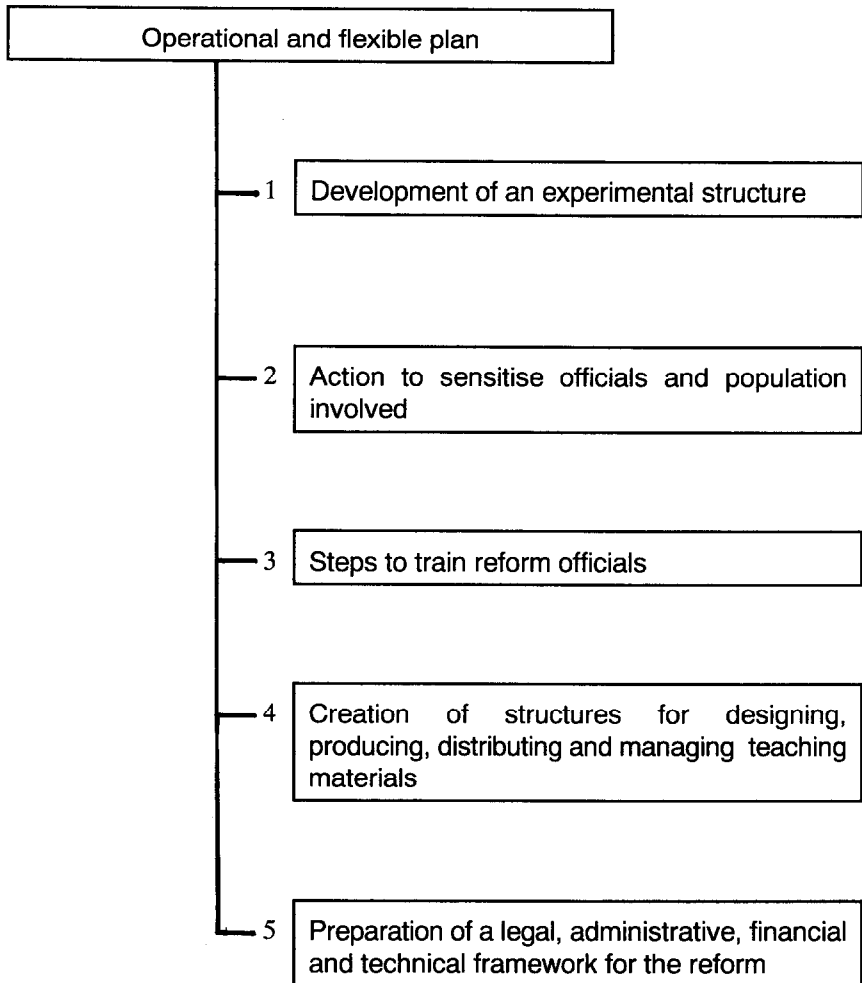 Operational and flexible plan
1 Development of an experimental structure
2 Action to sensitise officials and population
involved
3 Steps to train reform officials
4 Creation of structures for designing,
producing, distributing and managing teaching
materials
5 Preparation of a legal, administrative, financial
and technical framework for the reform